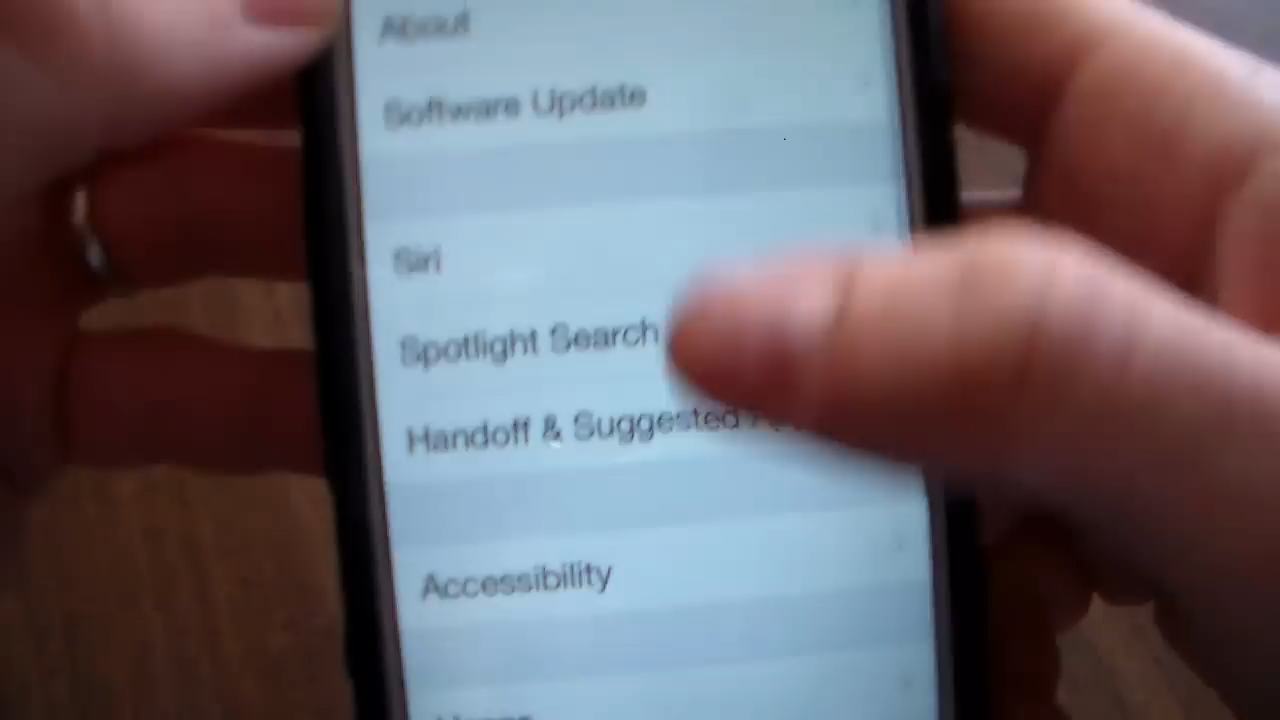 About
Software Update
Siri
Spotlight Search
Handoff & Suggested
Accessibility